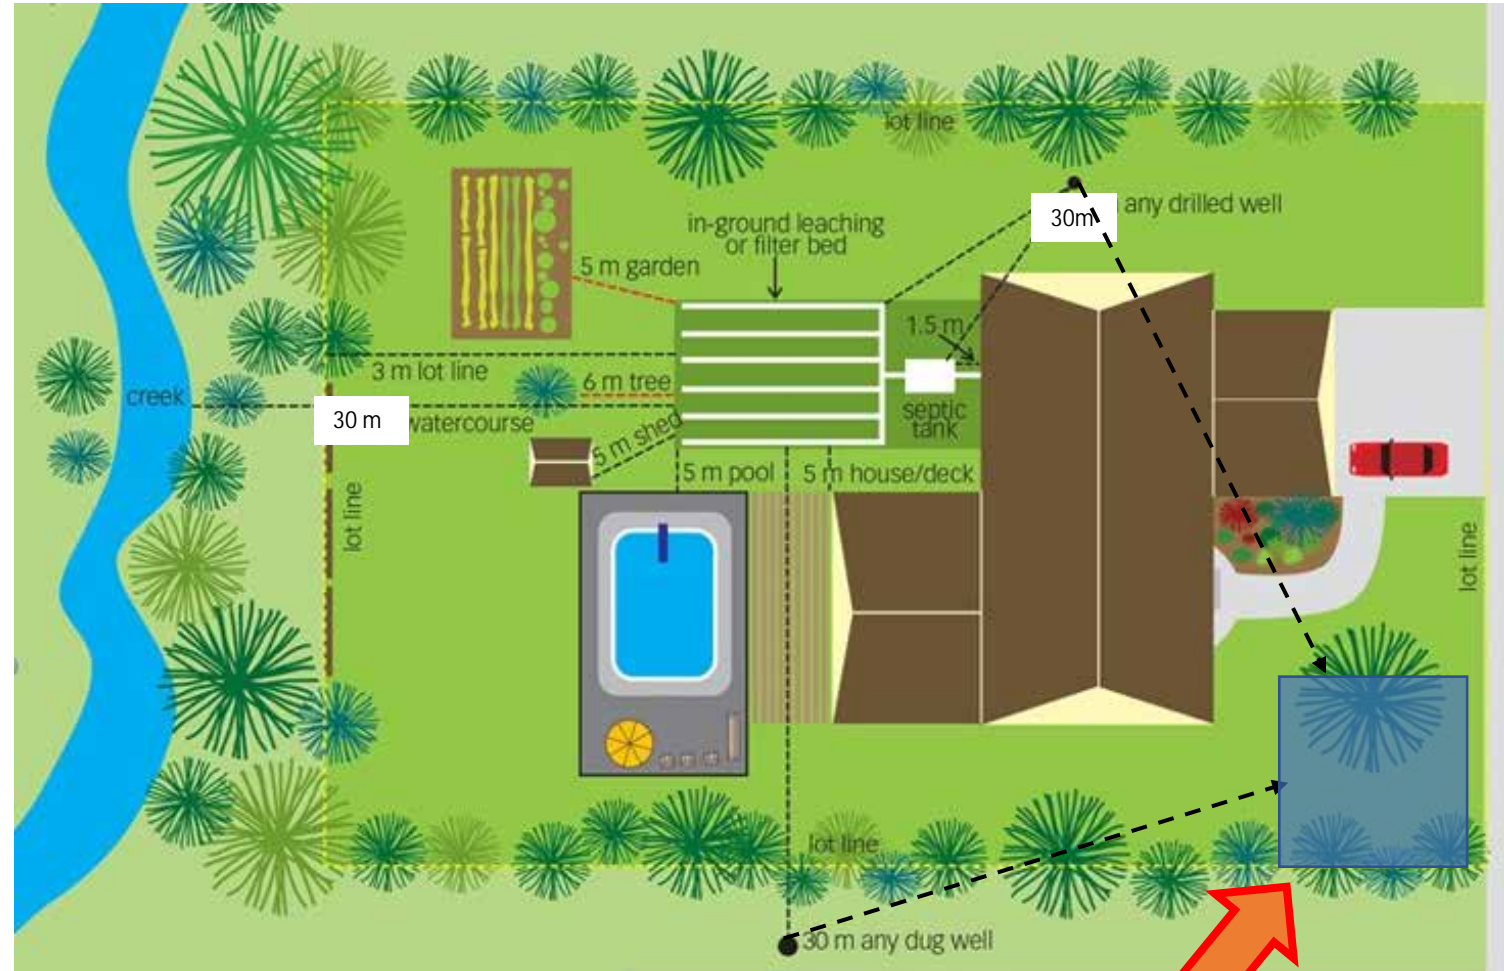 lot line
30m
any drilled well
in-ground leaching
or filter bed
5 m garden
1.5 m
3 m lot line
6 m tree
creek
30 m
watercourse
septic
tank
5 m shed
5 m pool
5 m house/deck
lot line
lot line
lot line
30 m any dug well